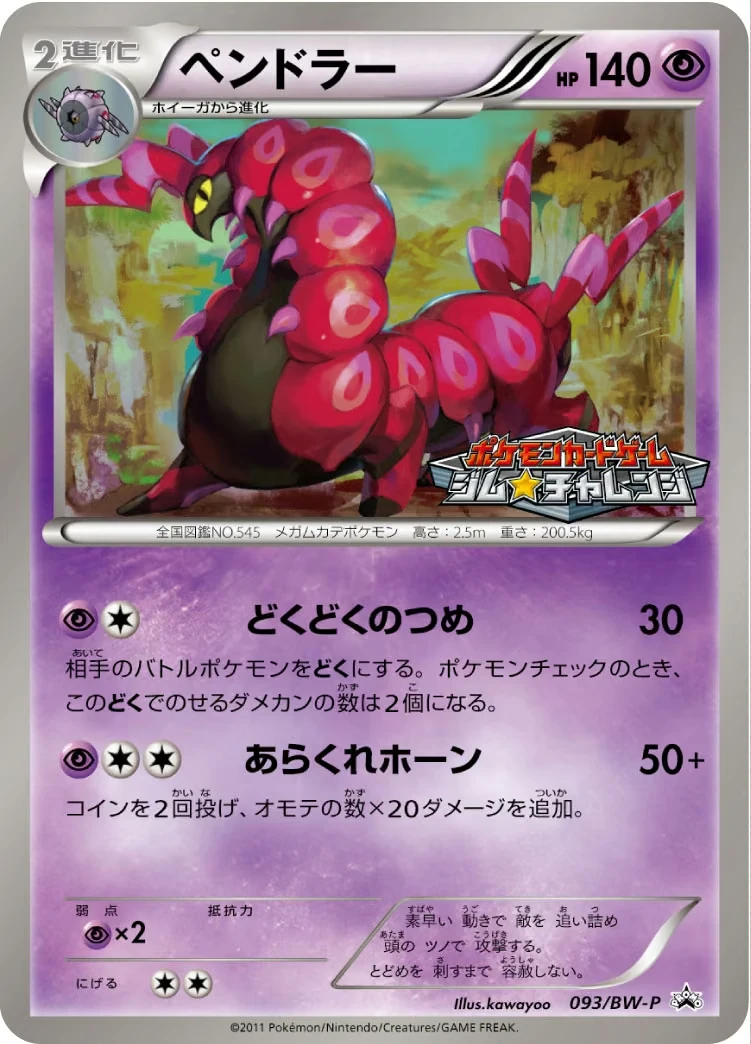 2進化
ペンドラー
HP140
ホイーガから進化
ポケモンカードゲーム
ジム★チャレンジ
全国図鑑NO.545 メガムカデポケモン 高さ：2.5m 重さ：200.5kg
どくどくのつめ 30
相手のバトルポケモンをどくにする。ポケモンチェックのとき、
このどくでのせるダメカンの数は2個になる。
あらくれホーン 50+
コインを2回投げ、オモテの数×20ダメージを追加。
弱点 抵抗力
×2
にげる
素早い 動きで 敵を 追い詰め
頭の ツノで 攻撃する。
とどめを 刺すまで 容赦しない。
Illus.kawayoo 093/BW-P
©2011 Pokémon/Nintendo/Creatures/GAME FREAK.